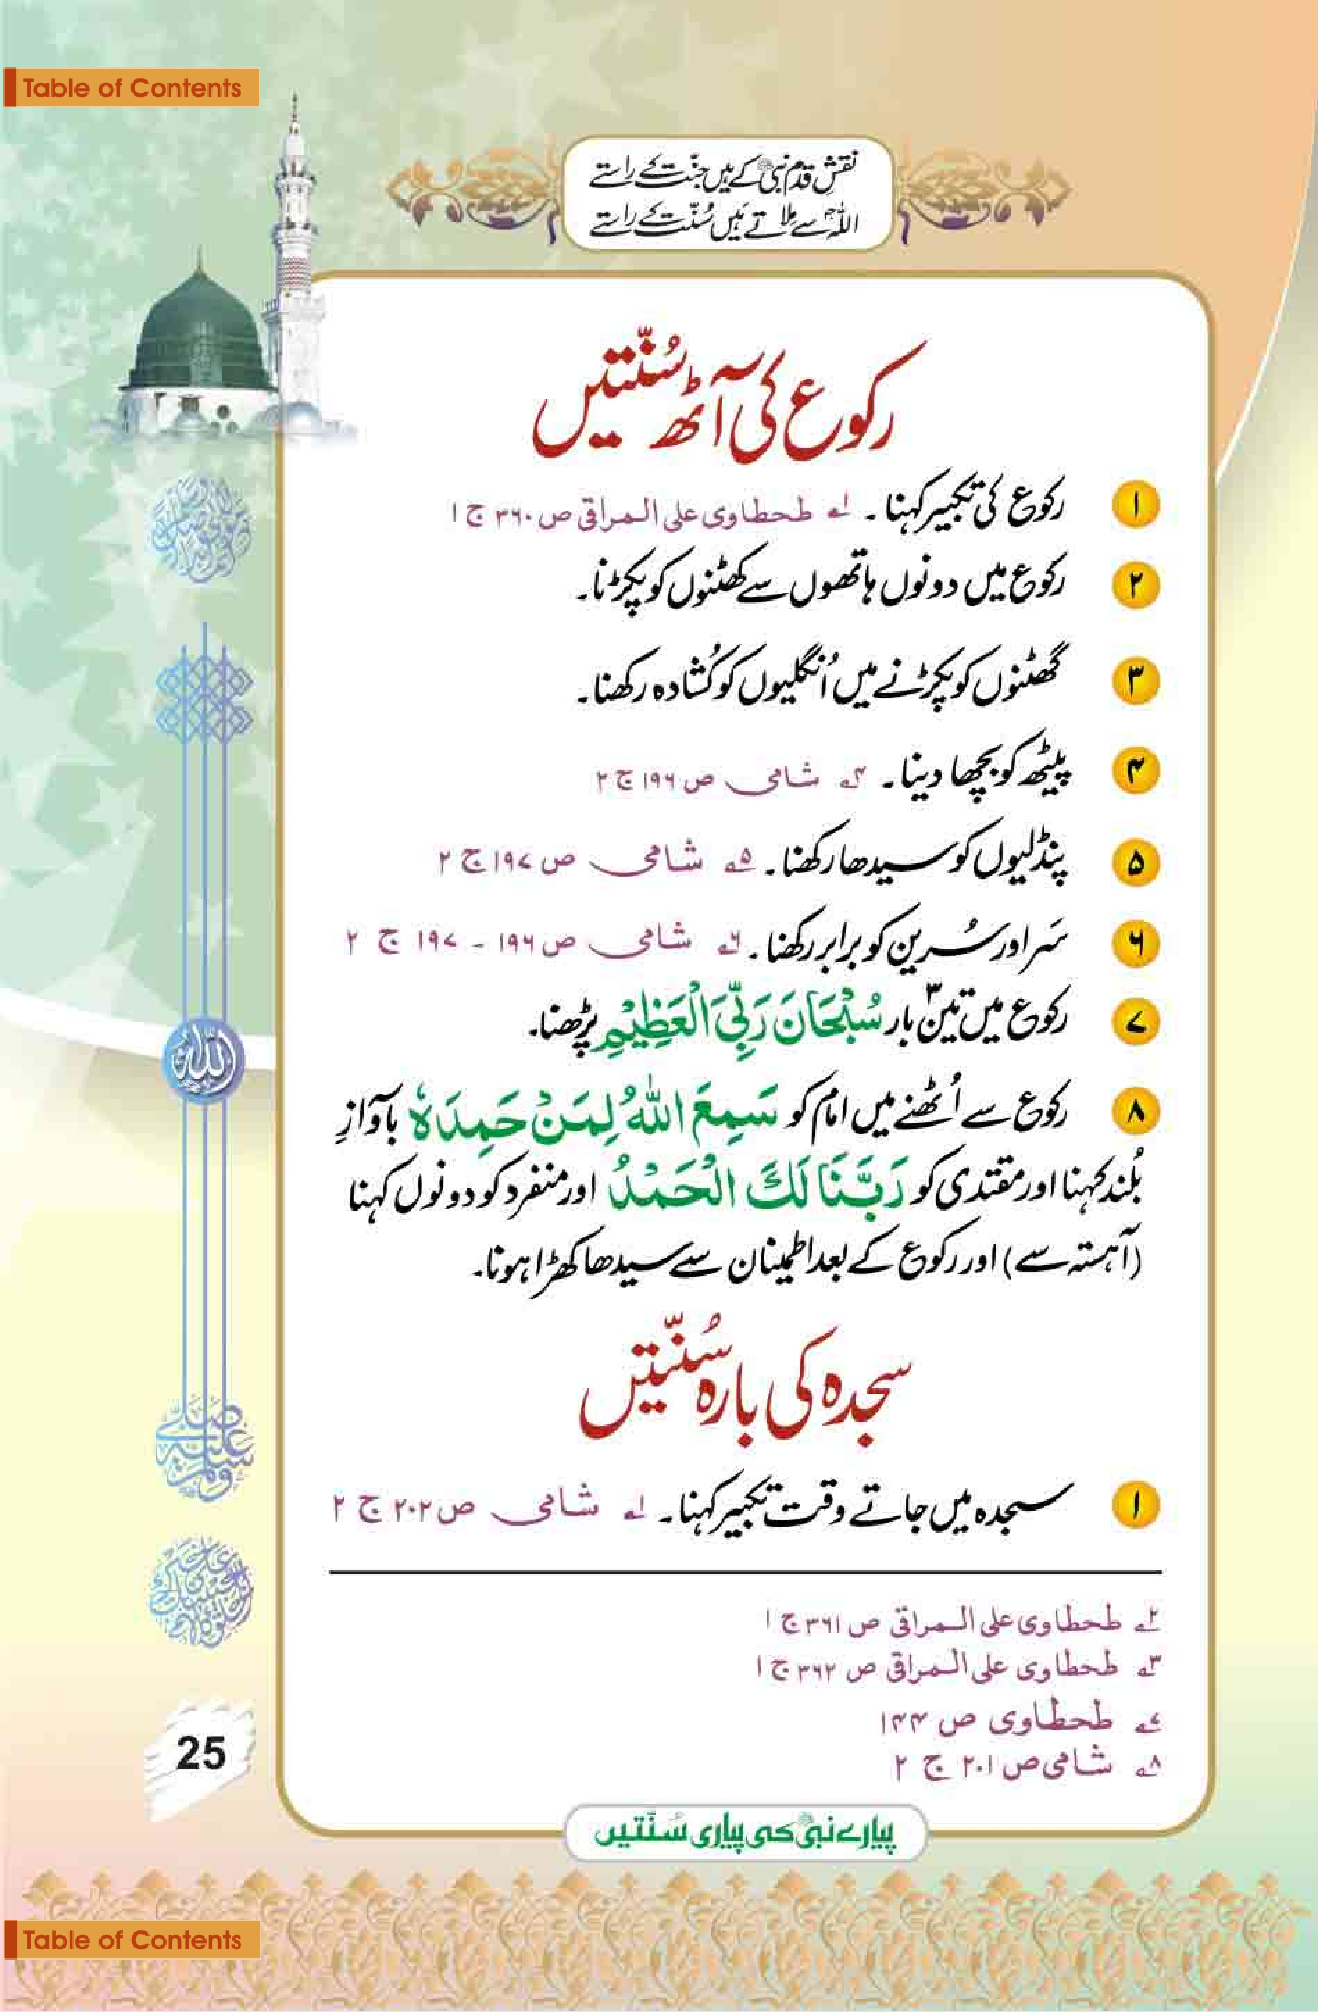 Table of Contents
نقشِ قدم نبی ﷺ کے ہیں جنّت کے راستے
اللہ سے ملاتے ہیں سُنّت کے راستے
رکوع کی آٹھ سُنّتیں
۱ رکوع کی تکبیر کہنا۔ ۱؎ طحطاوی علی المراقی ص ۳۶۰ ج ۱
۲ رکوع میں دونوں ہاتھوں سے گھٹنوں کو پکڑنا۔
۳ گھٹنوں کو پکڑنے میں اُنگلیوں کو کُشادہ رکھنا۔
۴ پیٹھ کو بچھا دینا۔ ۴؎ شامی ص ۱۹۶ ج ۲
۵ پنڈلیوں کو سیدھا رکھنا۔ ۵؎ شامی ص ۱۹۷ ج ۲
۶ سَر اور سُرین کو برابر رکھنا۔ ۶؎ شامی ص ۱۹۶ - ۱۹۷ ج ۲
۷ رکوع میں تین۳ بار سُبْحَانَ رَبِّیَ الْعَظِیْمِ پڑھنا۔
۸ رکوع سے اُٹھنے میں امام کو سَمِعَ اللّٰهُ لِمَنْ حَمِدَہٗ بآوازِ
بُلند کہنا اور مقتدی کو رَبَّنَا لَكَ الْحَمْدُ اور منفرد کو دونوں کہنا
(آہستہ سے) اور رکوع کے بعد اطمینان سے سیدھا کھڑا ہونا۔
سجدہ کی بارہ سُنّتیں
۱ سجدہ میں جاتے وقت تکبیر کہنا۔ ۱؎ شامی ص ۲۰۲ ج ۲
۲؎ طحطاوی علی المراقی ص ۳۶۱ ج ۱
۳؎ طحطاوی علی المراقی ص ۳۶۲ ج ۱
۷؎ طحطاوی ص ۱۴۴
۸؎ شامی ص ۲۰۱ ج ۲
25
پیارے نبی ﷺ کی پیاری سُنّتیں
Table of Contents